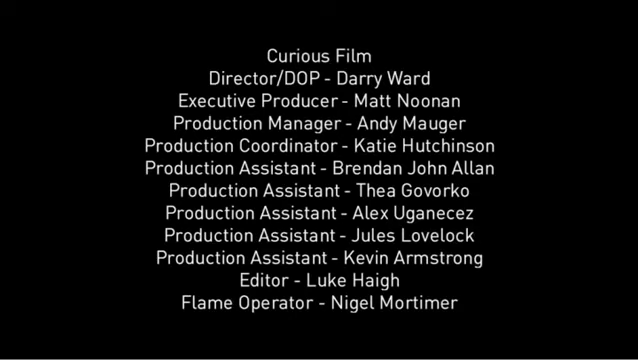 Curious Film
Director/DOP - Darry Ward
Executive Producer - Matt Noonan
Production Manager - Andy Mauger
Production Coordinator - Katie Hutchinson
Production Assistant - Brendan John Allan
Production Assistant - Thea Govorko
Production Assistant - Alex Uganecez
Production Assistant - Jules Lovelock
Production Assistant - Kevin Armstrong
Editor - Luke Haigh
Flame Operator - Nigel Mortimer